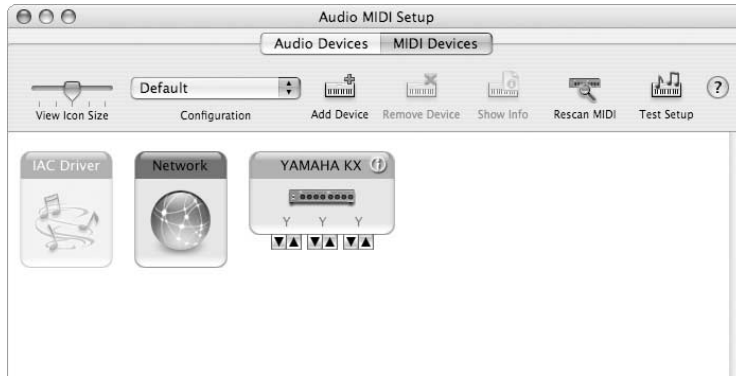 Audio MIDI Setup
Audio Devices MIDI Devices
Default
View Icon Size Configuration Add Device Remove Device Show Info Rescan MIDI Test Setup ?
IAC Driver Network YAMAHA KX
Y Y Y